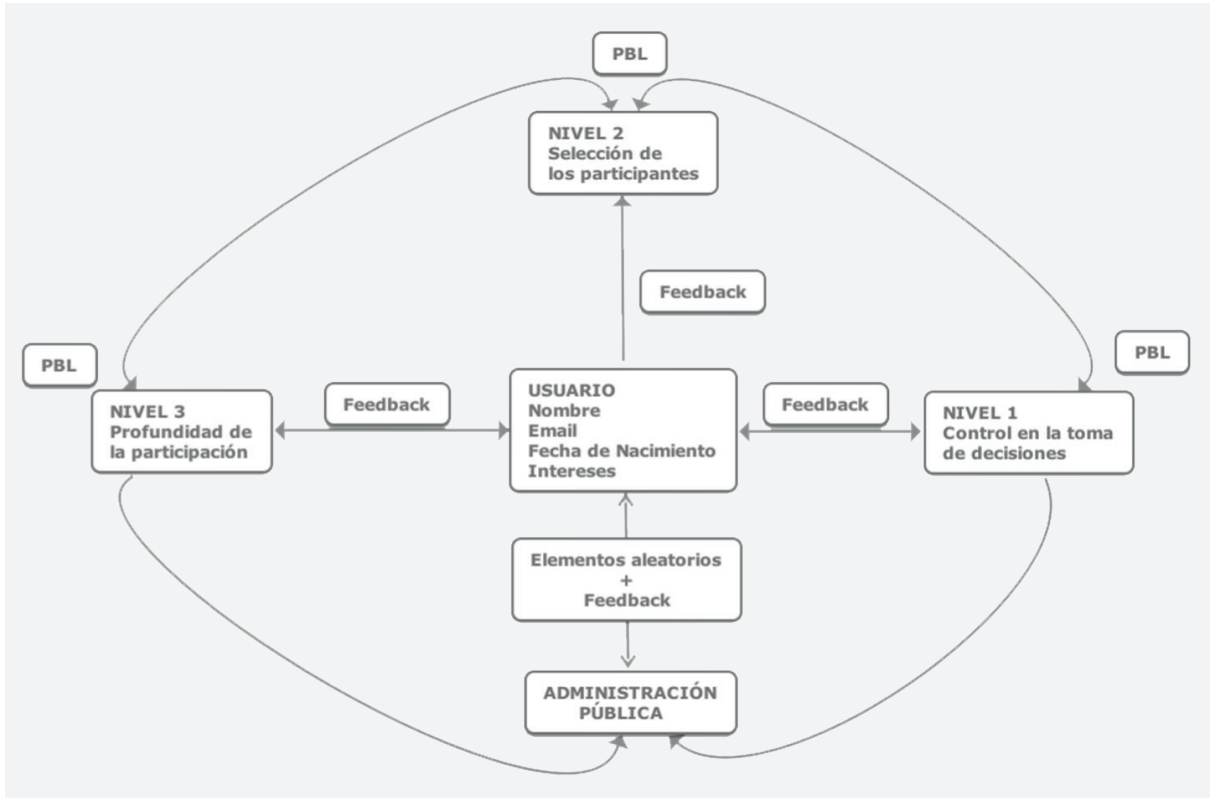 PBL
NIVEL 2
Selección de
los participantes
Feedback
PBL
PBL
NIVEL 3
Profundidad de
la participación
Feedback
USUARIO
Nombre
Email
Fecha de Nacimiento
Intereses
Feedback
NIVEL 1
Control en la toma
de decisiones
Elementos aleatorios
+
Feedback
ADMINISTRACIÓN
PÚBLICA